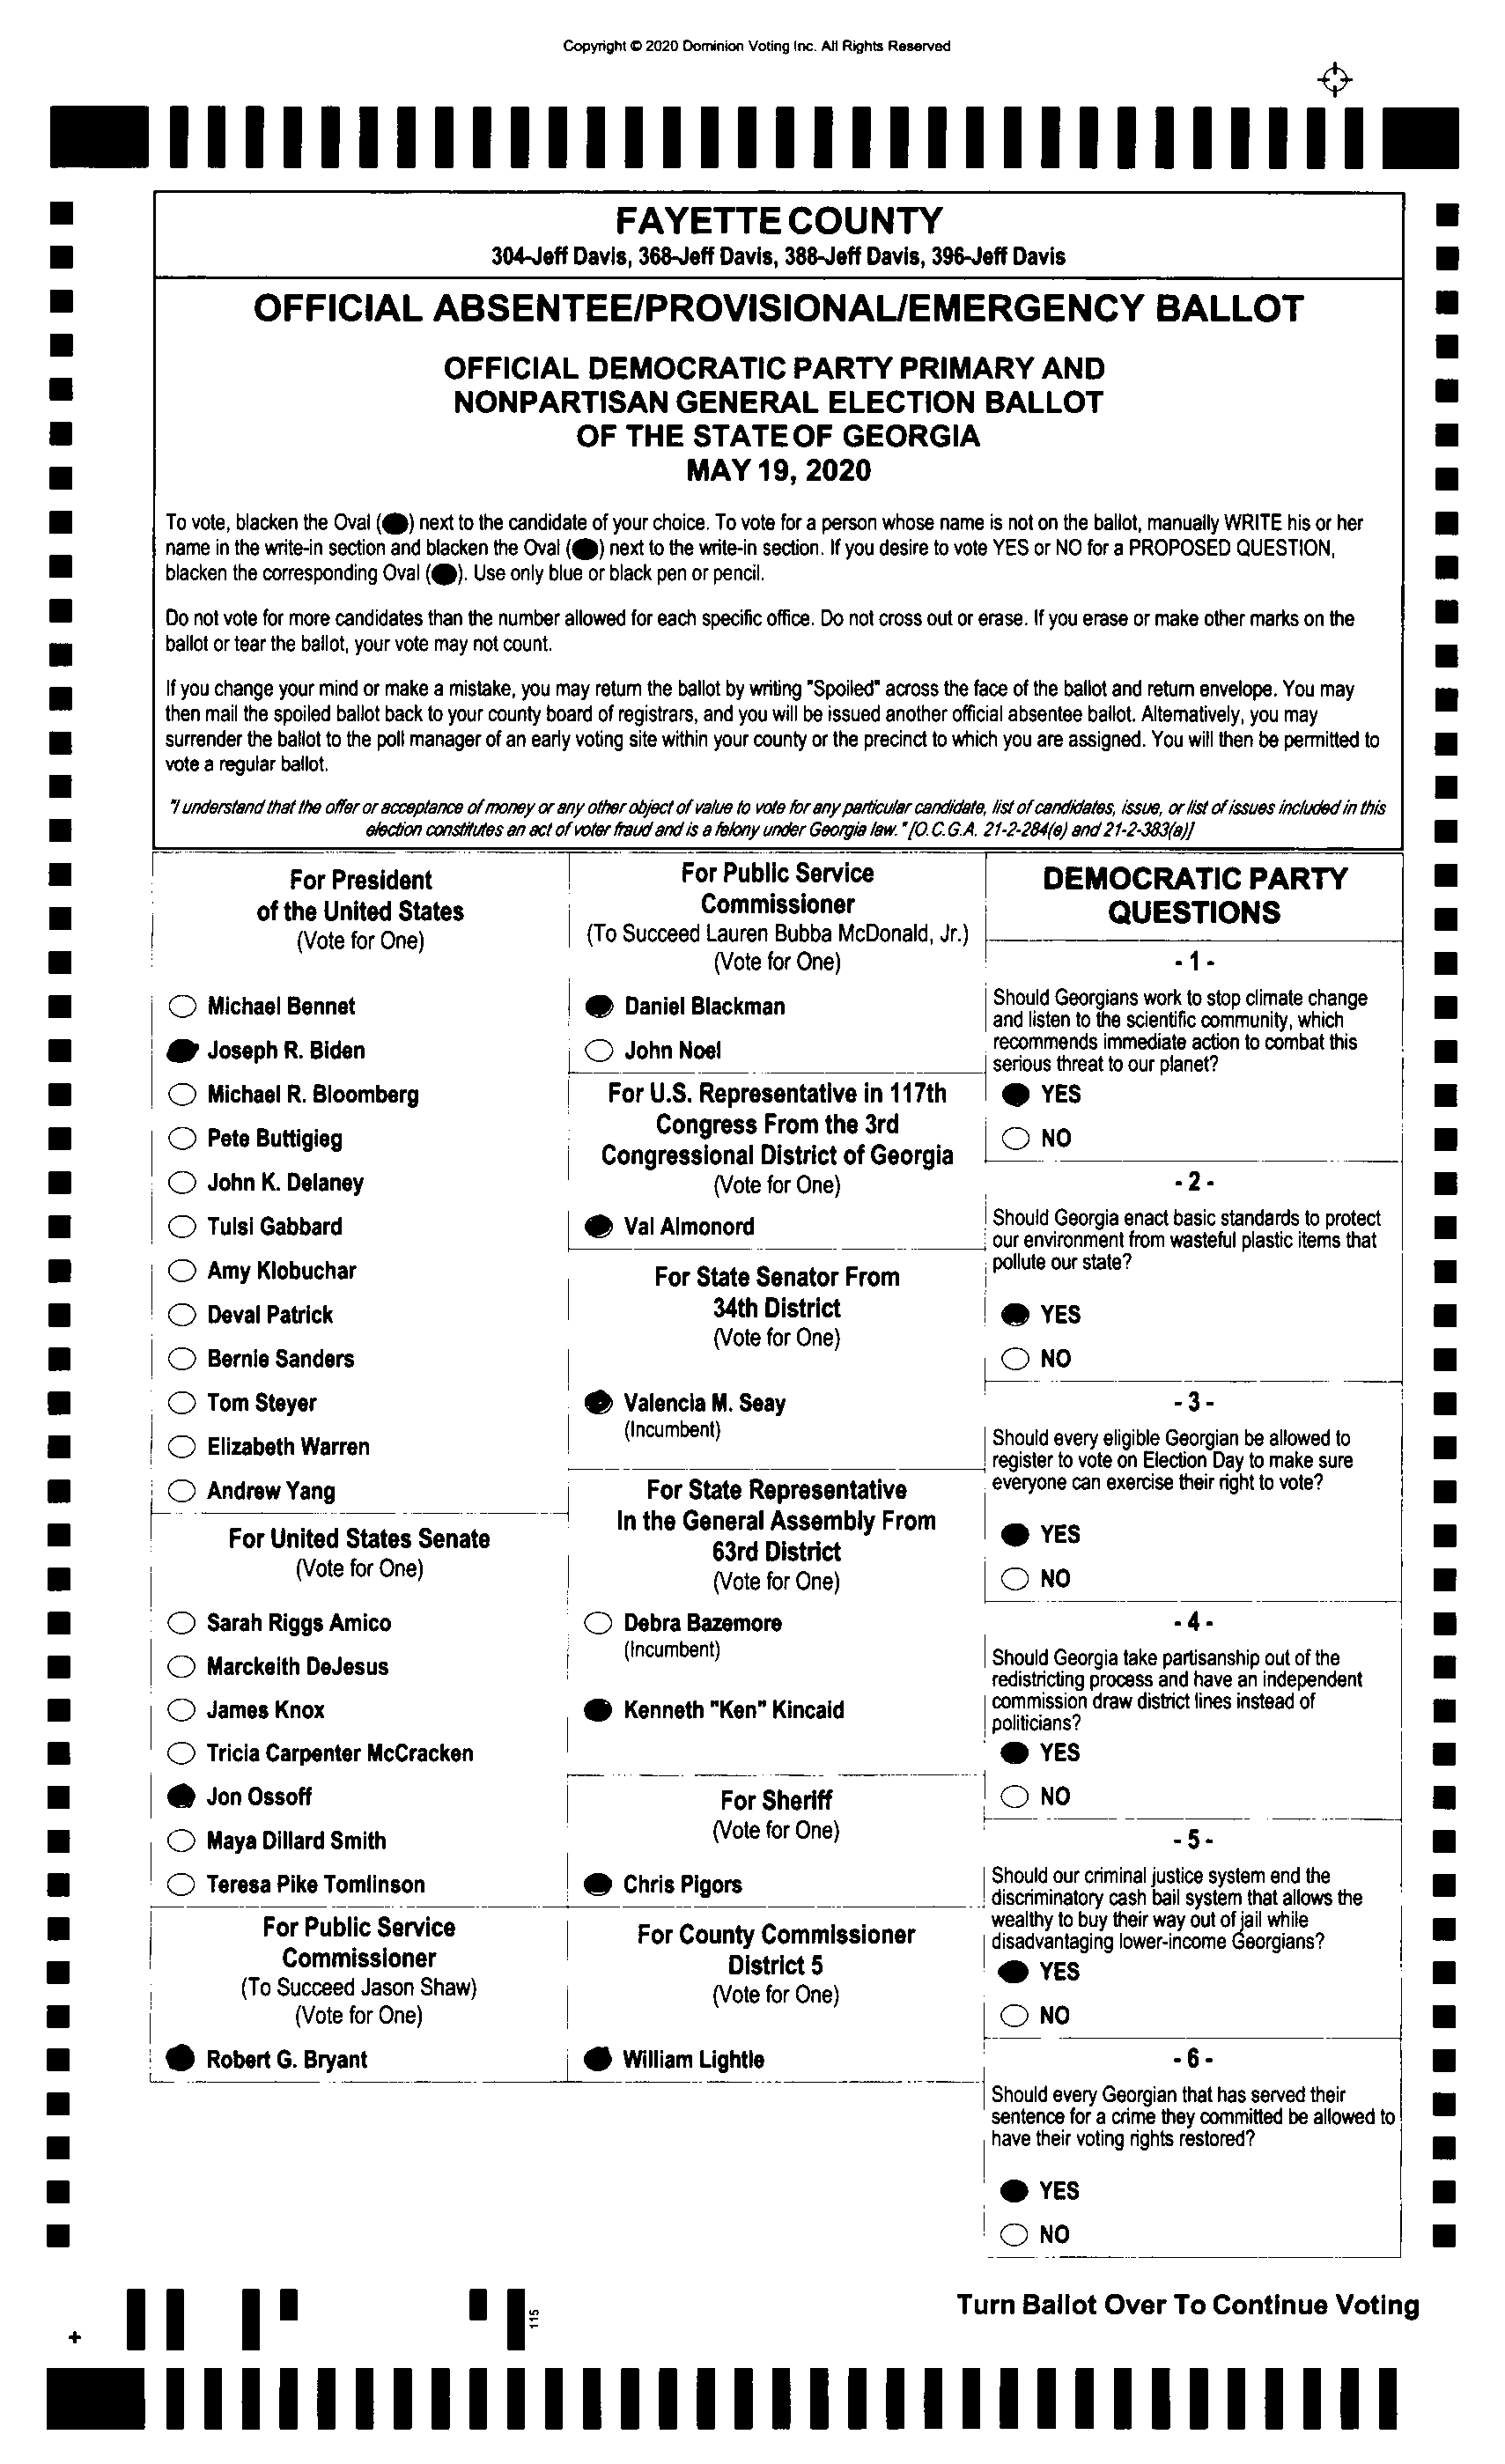 Copyright © 2020 Dominion Voting Inc. All Rights Reserved
FAYETTE COUNTY
304-Jeff Davis, 368-Jeff Davis, 388-Jeff Davis, 396-Jeff Davis
OFFICIAL ABSENTEE/PROVISIONAL/EMERGENCY BALLOT
OFFICIAL DEMOCRATIC PARTY PRIMARY AND
NONPARTISAN GENERAL ELECTION BALLOT
OF THE STATE OF GEORGIA
MAY 19, 2020
To vote, blacken the Oval () next to the candidate of your choice. To vote for a person whose name is not on the ballot, manually WRITE his or her
name in the write-in section and blacken the Oval () next to the write-in section. If you desire to vote YES or NO for a PROPOSED QUESTION,
blacken the corresponding Oval (). Use only blue or black pen or pencil.
Do not vote for more candidates than the number allowed for each specific office. Do not cross out or erase. If you erase or make other marks on the
ballot or tear the ballot, your vote may not count.
If you change your mind or make a mistake, you may return the ballot by writing "Spoiled" across the face of the ballot and return envelope. You may
then mail the spoiled ballot back to your county board of registrars, and you will be issued another official absentee ballot. Alternatively, you may
surrender the ballot to the poll manager of an early voting site within your county or the precinct to which you are assigned. You will then be permitted to
vote a regular ballot.
"I understand that the offer or acceptance of money or any other object of value to vote for any particular candidate, list of candidates, issue, or list of issues included in this
election constitutes an act of voter fraud and is a felony under Georgia law." [O.C.G.A. 21-2-284(e) and 21-2-383(a)]
For President
of the United States
(Vote for One)
Michael Bennet
Joseph R. Biden
Michael R. Bloomberg
Pete Buttigieg
John K. Delaney
Tulsi Gabbard
Amy Klobuchar
Deval Patrick
Bernie Sanders
Tom Steyer
Elizabeth Warren
Andrew Yang
For United States Senate
(Vote for One)
Sarah Riggs Amico
Marckeith DeJesus
James Knox
Tricia Carpenter McCracken
Jon Ossoff
Maya Dillard Smith
Teresa Pike Tomlinson
For Public Service
Commissioner
(To Succeed Jason Shaw)
(Vote for One)
Robert G. Bryant
For Public Service
Commissioner
(To Succeed Lauren Bubba McDonald, Jr.)
(Vote for One)
Daniel Blackman
John Noel
For U.S. Representative in 117th
Congress From the 3rd
Congressional District of Georgia
(Vote for One)
Val Almonord
For State Senator From
34th District
(Vote for One)
Valencia M. Seay
(Incumbent)
For State Representative
In the General Assembly From
63rd District
(Vote for One)
Debra Bazemore
(Incumbent)
Kenneth "Ken" Kincaid
For Sheriff
(Vote for One)
Chris Pigors
For County Commissioner
District 5
(Vote for One)
William Lightle
DEMOCRATIC PARTY
QUESTIONS
- 1 -
Should Georgians work to stop climate change
and listen to the scientific community, which
recommends immediate action to combat this
serious threat to our planet?
YES
NO
- 2 -
Should Georgia enact basic standards to protect
our environment from wasteful plastic items that
pollute our state?
YES
NO
- 3 -
Should every eligible Georgian be allowed to
register to vote on Election Day to make sure
everyone can exercise their right to vote?
YES
NO
- 4 -
Should Georgia take partisanship out of the
redistricting process and have an independent
commission draw district lines instead of
politicians?
YES
NO
- 5 -
Should our criminal justice system end the
discriminatory cash bail system that allows the
wealthy to buy their way out of jail while
disadvantaging lower-income Georgians?
YES
NO
- 6 -
Should every Georgian that has served their
sentence for a crime they committed be allowed to
have their voting rights restored?
YES
NO
Turn Ballot Over To Continue Voting
115